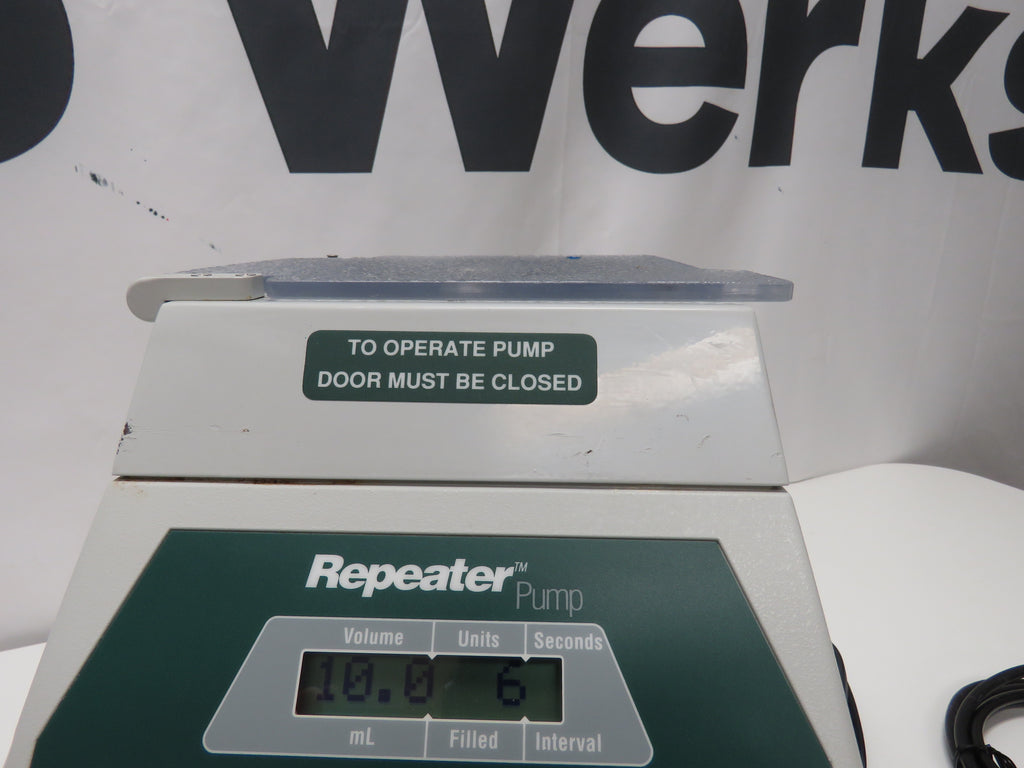 Werks
TO OPERATE PUMP
DOOR MUST BE CLOSED
Repeater™
Pump
Volume Units Seconds
10.0 6
mL Filled Interval